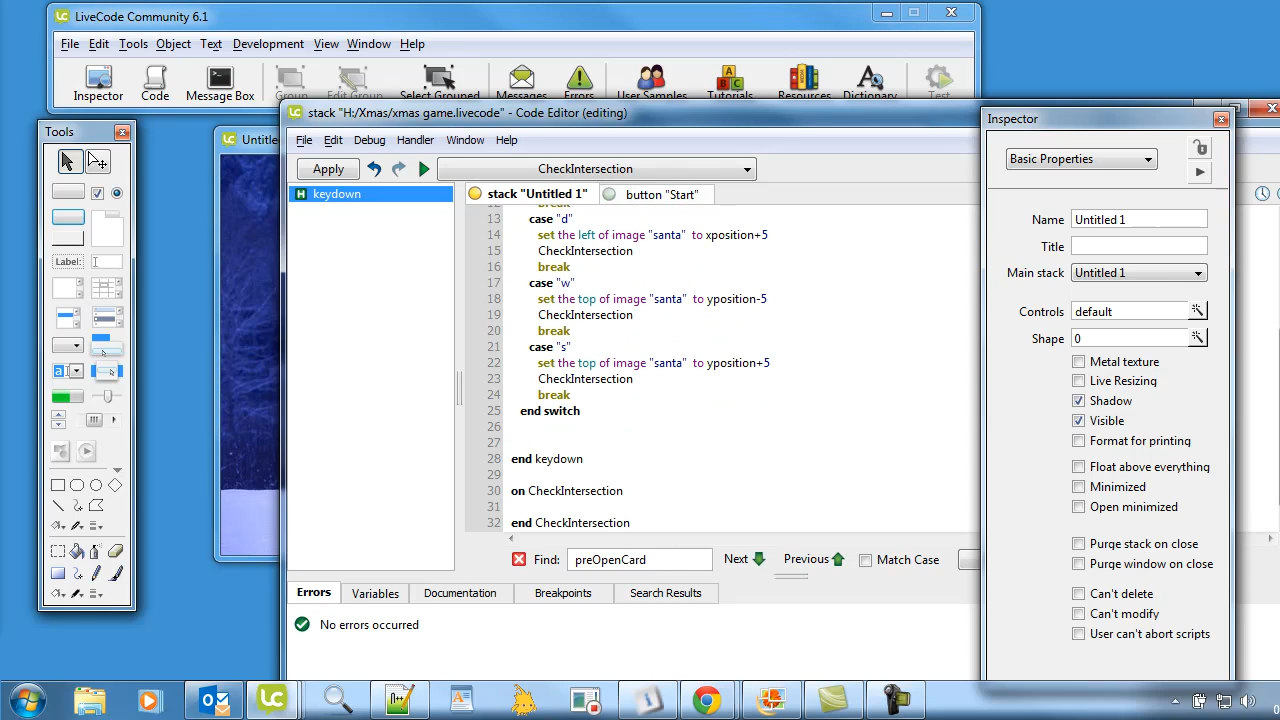 LiveCode Community 6.1
File Edit Tools Object Text Development View Window Help
Inspector Code Message Box Group Edit Group Select Grouped Messages Errors User Samples Tutorials Resources Dictionary Test
stack "H:/Xmas/xmas game.livecode" - Code Editor (editing)
Tools
Untitle
Inspector
File Edit Debug Handler Window Help
Basic Properties
Apply
CheckIntersection
keydown
stack "Untitled 1" button "Start"
12 break
13 case "d"
14 set the left of image "santa" to xposition+5
15 CheckIntersection
16 break
17 case "w"
18 set the top of image "santa" to yposition-5
19 CheckIntersection
20 break
21 case "s"
22 set the top of image "santa" to yposition+5
23 CheckIntersection
24 break
25 end switch
26
27
28 end keydown
29
30 on CheckIntersection
31
32 end CheckIntersection
Label:
Name Untitled 1
Title
Main stack Untitled 1
Controls default
Shape 0
Metal texture
Live Resizing
Shadow
Visible
Format for printing
Float above everything
Minimized
Open minimized
Purge stack on close
Purge window on close
Can't delete
Can't modify
User can't abort scripts
Find: preOpenCard Next Previous Match Case
Errors Variables Documentation Breakpoints Search Results
No errors occurred